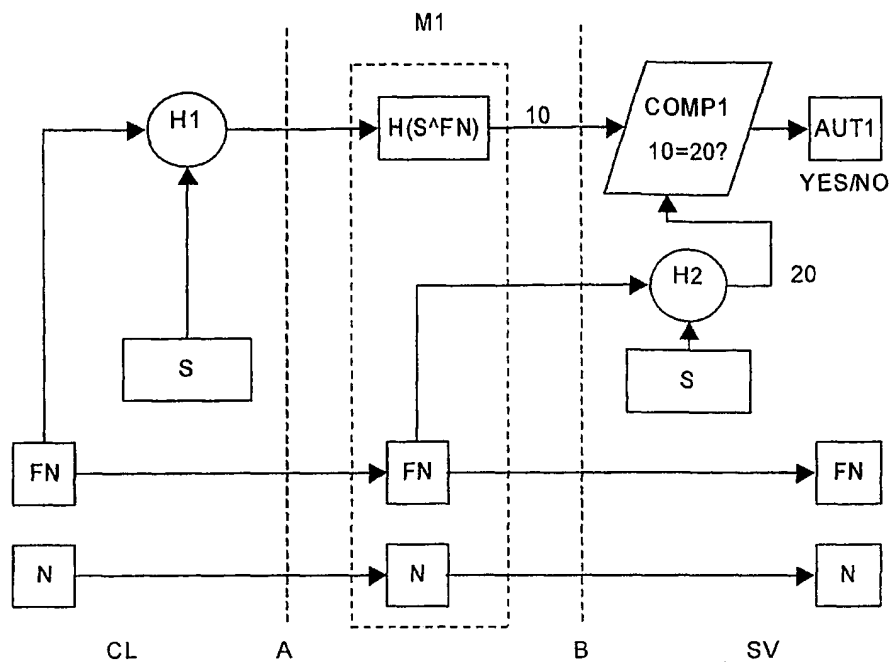 M1
H1
H(S^FN)
10
COMP1
10=20?
AUT1
YES/NO
H2
20
S
S
FN
FN
FN
N
N
N
CL
A
B
SV